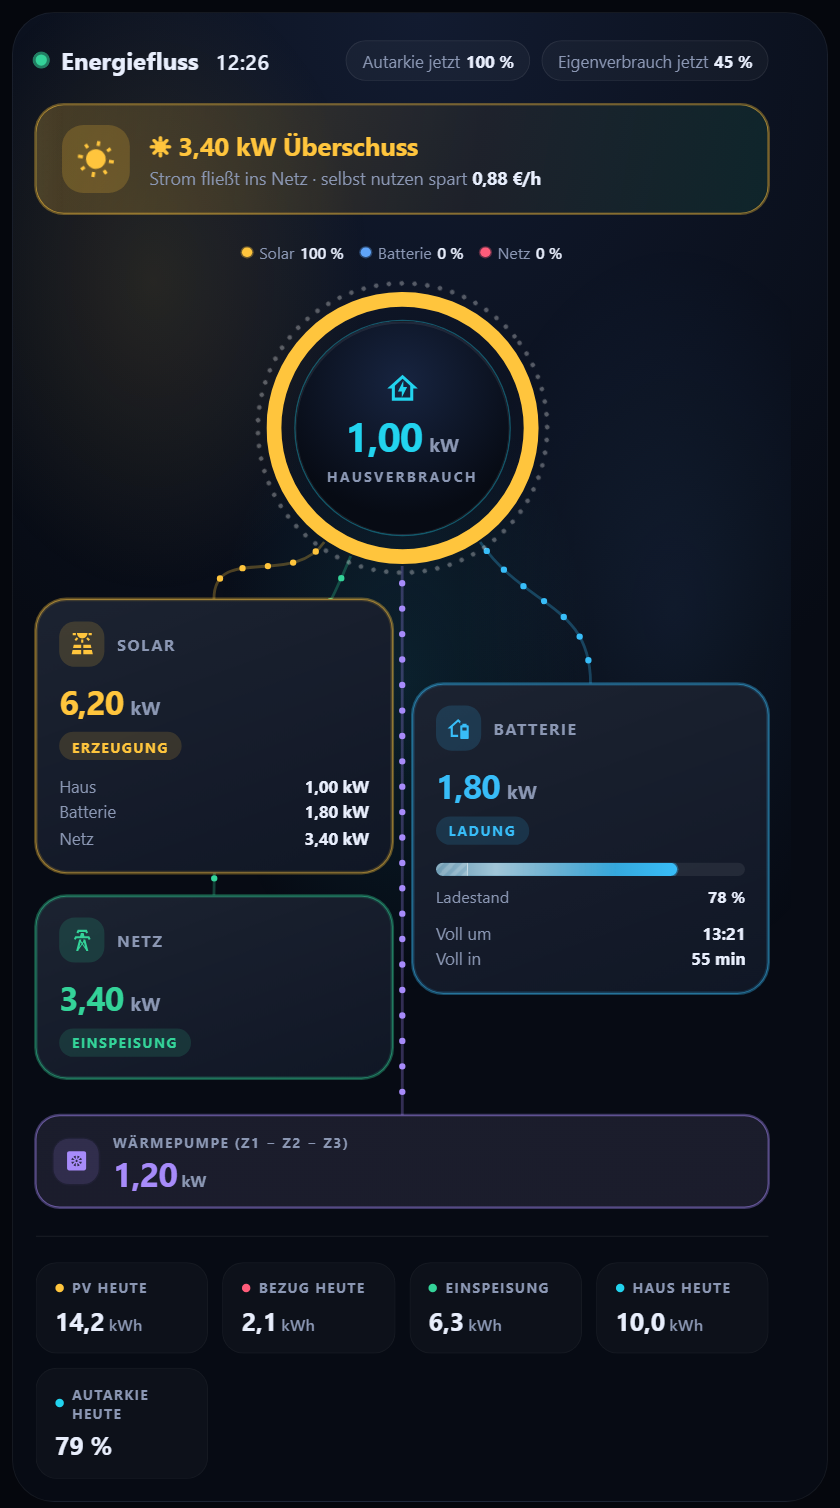 Energiefluss 12:26
Autarkie jetzt 100 %
Eigenverbrauch jetzt 45 %
3,40 kW Überschuss
Strom fließt ins Netz · selbst nutzen spart 0,88 €/h
Solar 100 % Batterie 0 % Netz 0 %
1,00 kW
HAUSVERBRAUCH
SOLAR
6,20 kW
ERZEUGUNG
Haus 1,00 kW
Batterie 1,80 kW
Netz 3,40 kW
BATTERIE
1,80 kW
LADUNG
Ladestand 78 %
Voll um 13:21
Voll in 55 min
NETZ
3,40 kW
EINSPEISUNG
WÄRMEPUMPE (Z1 – Z2 – Z3)
1,20 kW
PV HEUTE
14,2 kWh
BEZUG HEUTE
2,1 kWh
EINSPEISUNG
6,3 kWh
HAUS HEUTE
10,0 kWh
AUTARKIE
HEUTE
79 %